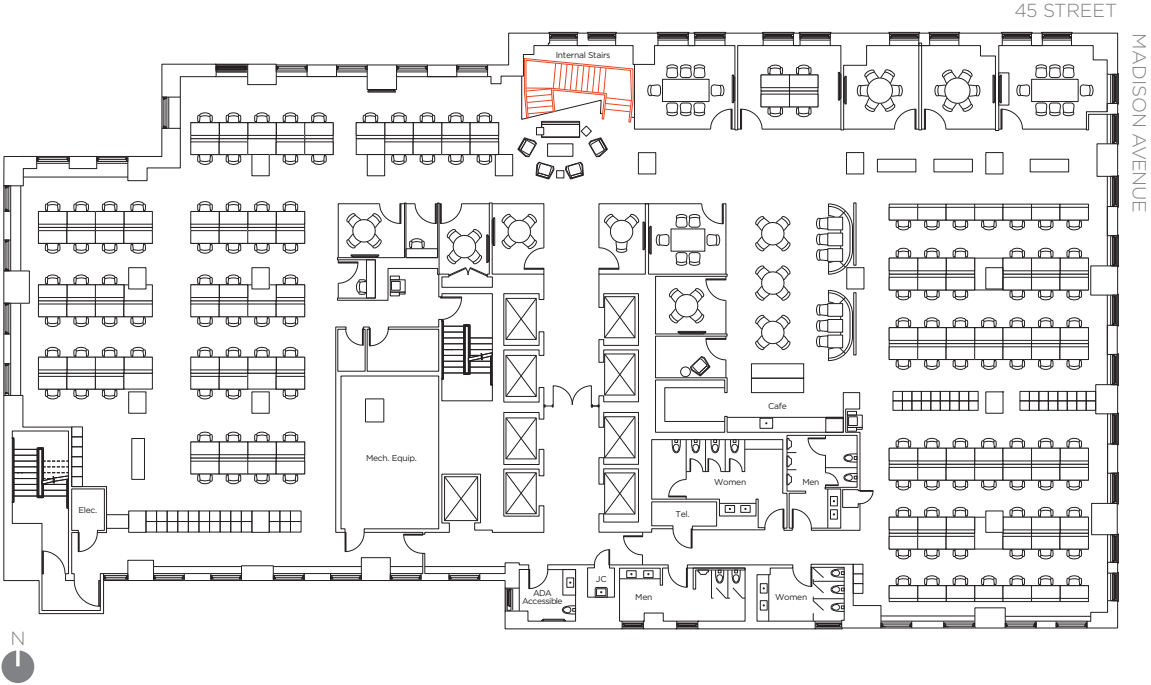 45 STREET
MADISON AVENUE
Internal Stairs
Cafe
Mech. Equip.
Women
Men
Elec.
Tel.
JC
ADA
Accessible
Men
Women
N